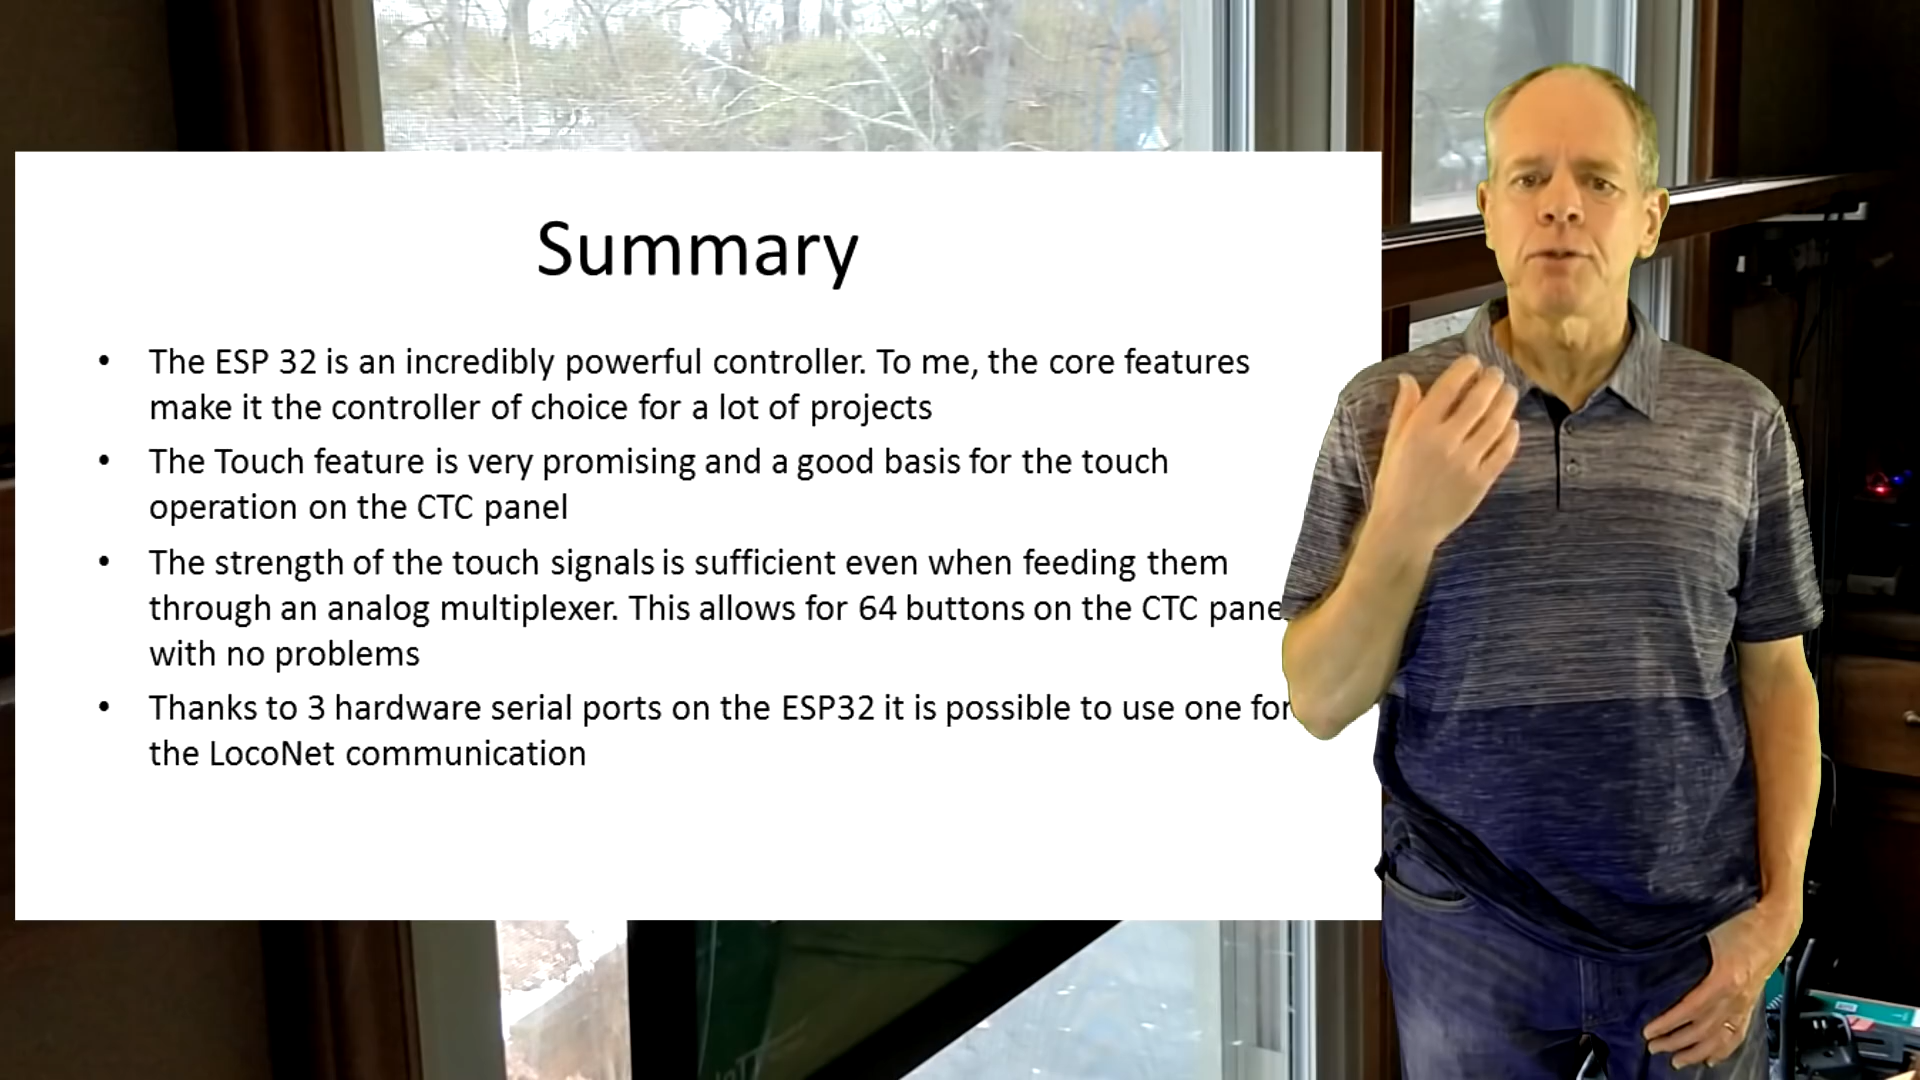 Summary
• The ESP 32 is an incredibly powerful controller. To me, the core features
make it the controller of choice for a lot of projects
• The Touch feature is very promising and a good basis for the touch
operation on the CTC panel
• The strength of the touch signals is sufficient even when feeding them
through an analog multiplexer. This allows for 64 buttons on the CTC pane
with no problems
• Thanks to 3 hardware serial ports on the ESP32 it is possible to use one for
the LocoNet communication